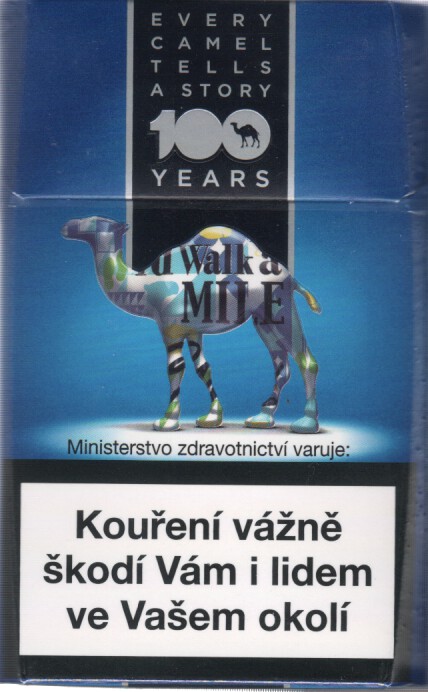 EVERY
CAMEL
TELLS
A STORY
100
YEARS
Walk a
MILE
Ministerstvo zdravotnictví varuje:
Kouření vážně
škodí Vám i lidem
ve Vašem okolí